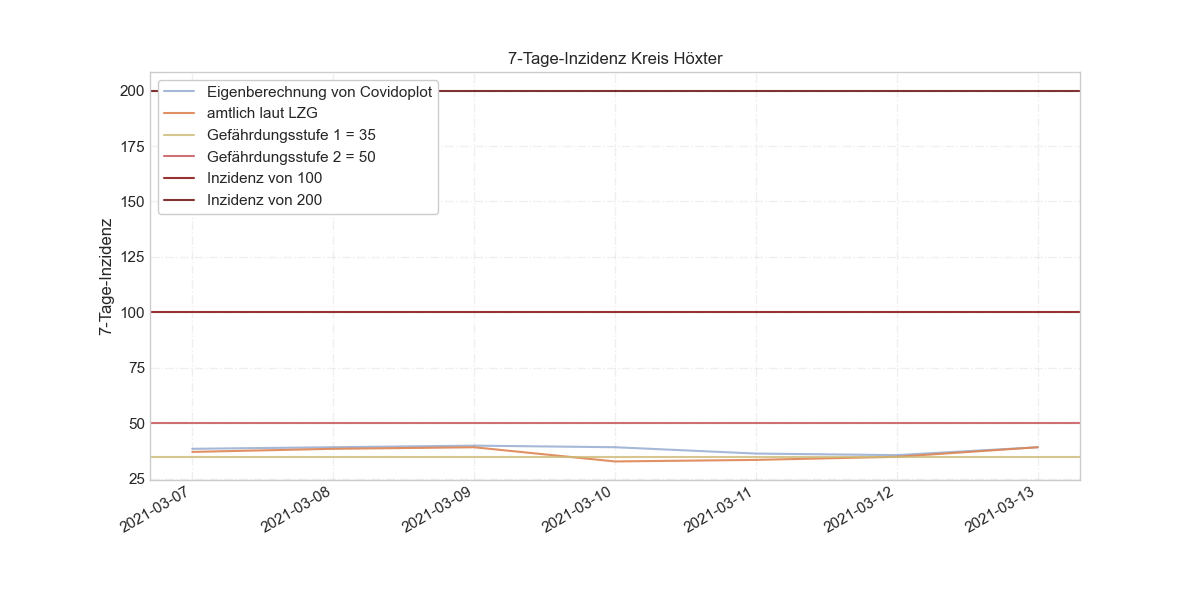 7-Tage-Inzidenz Kreis Höxter
7-Tage-Inzidenz
200
175
150
125
100
75
50
25
Eigenberechnung von Covidoplot
amtlich laut LZG
Gefährdungsstufe 1 = 35
Gefährdungsstufe 2 = 50
Inzidenz von 100
Inzidenz von 200
2021-03-07
2021-03-08
2021-03-09
2021-03-10
2021-03-11
2021-03-12
2021-03-13